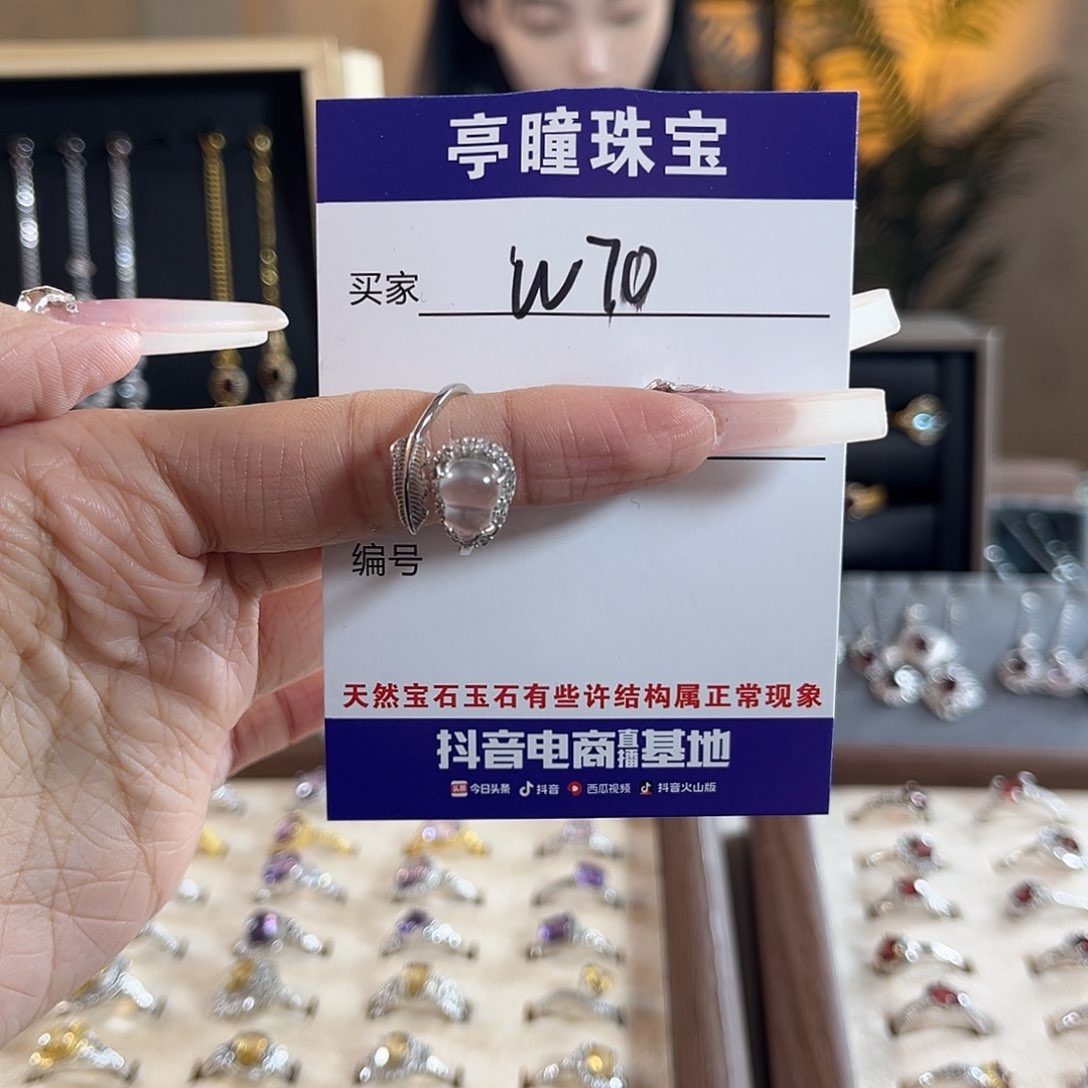 亭瞳珠宝
买家 W70
编号
天然宝石玉石有些许结构属正常现象
抖音电商直播基地
头条 今日头条 抖音 西瓜视频 抖音火山版